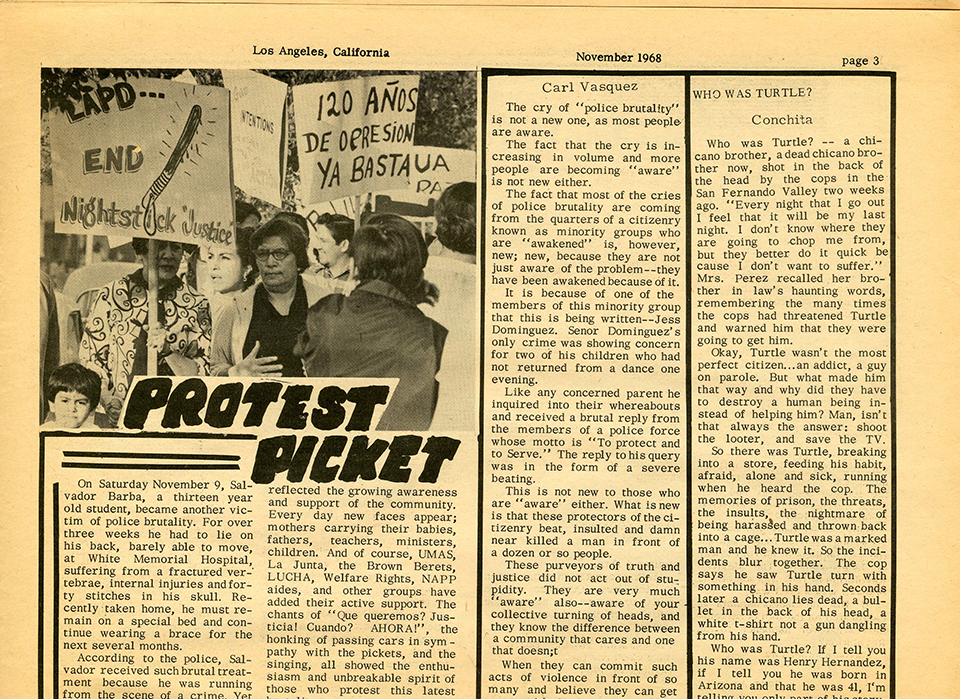 Los Angeles, California
November 1968
page 3
LAPD...
END
Nightstick Justice
INTENTIONS
120 AÑOS
DE OPRESION
YA BASTA
UA
PA
PROTEST
PICKET
On Saturday November 9, Sal-
vador Barba, a thirteen year
old student, became another vic-
tim of police brutality. For over
three weeks he had to lie on
his back, barely able to move,
at White Memorial Hospital,
suffering from a fractured ver-
tebrae, internal injuries and for-
ty stitches in his skull. Re-
cently taken home, he must re-
main on a special bed and con-
tinue wearing a brace for the
next several months.
According to the police, Sal-
vador received such brutal treat-
ment because he was running
from the scene of a crime. Yet
reflected the growing awareness
and support of the community.
Every day new faces appear;
mothers carrying their babies,
fathers, teachers, ministers,
children. And of course, UMAS,
La Junta, the Brown Berets,
LUCHA, Welfare Rights, NAPP
aides, and other groups have
added their active support. The
chants of "Que queremos? Jus-
ticia! Cuando? AHORA!", the
honking of passing cars in sym-
pathy with the pickets, and the
singing, all showed the enthu-
siasm and unbreakable spirit of
those who protest this latest
Carl Vasquez
The cry of "police brutality"
is not a new one, as most people
are aware.
The fact that the cry is in-
creasing in volume and more
people are becoming "aware"
is not new either.
The fact that most of the cries
of police brutality are coming
from the quarters of a citizenry
known as minority groups who
are "awakened" is, however,
new; new, because they are not
just aware of the problem--they
have been awakened because of it.
It is because of one of the
members of this minority group
that this is being written--Jess
Dominguez. Senor Dominguez's
only crime was showing concern
for two of his children who had
not returned from a dance one
evening.
Like any concerned parent he
inquired into their whereabouts
and received a brutal reply from
the members of a police force
whose motto is "To protect and
to Serve." The reply to his query
was in the form of a severe
beating.
This is not new to those who
are "aware" either. What is new
is that these protectors of the ci-
tizenry beat, insulted and damn
near killed a man in front of
a dozen or so people.
These purveyors of truth and
justice did not act out of stu-
pidity. They are very much
"aware" also--aware of your
collective turning of heads, and
they know the difference between
a community that cares and one
that doesn;t
When they can commit such
acts of violence in front of so
many and believe they can get
WHO WAS TURTLE?
Conchita
Who was Turtle? -- a chi-
cano brother, a dead chicano bro-
ther now, shot in the back of
the head by the cops in the
San Fernando Valley two weeks
ago. "Every night that I go out
I feel that it will be my last
night. I don't know where they
are going to chop me from,
but they better do it quick be
cause I don't want to suffer."
Mrs. Perez recalled her bro-
ther in law's haunting words,
remembering the many times
the cops had threatened Turtle
and warned him that they were
going to get him.
Okay, Turtle wasn't the most
perfect citizen...an addict, a guy
on parole. But what made him
that way and why did they have
to destroy a human being in-
stead of helping him? Man, isn't
that always the answer: shoot
the looter, and save the TV.
So there was Turtle, breaking
into a store, feeding his habit,
afraid, alone and sick, running
when he heard the cop. The
memories of prison, the threats,
the insults, the nightmare of
being harassed and thrown back
into a cage...Turtle was a marked
man and he knew it. So the inci-
dents blur together. The cop
says he saw Turtle turn with
something in his hand. Seconds
later a chicano lies dead, a bul-
let in the back of his head, a
white t-shirt not a gun dangling
from his hand.
Who was Turtle? If I tell you
his name was Henry Hernandez,
if I tell you he was born in
Arizona and that he was 41, I'm
telling you only part of his story